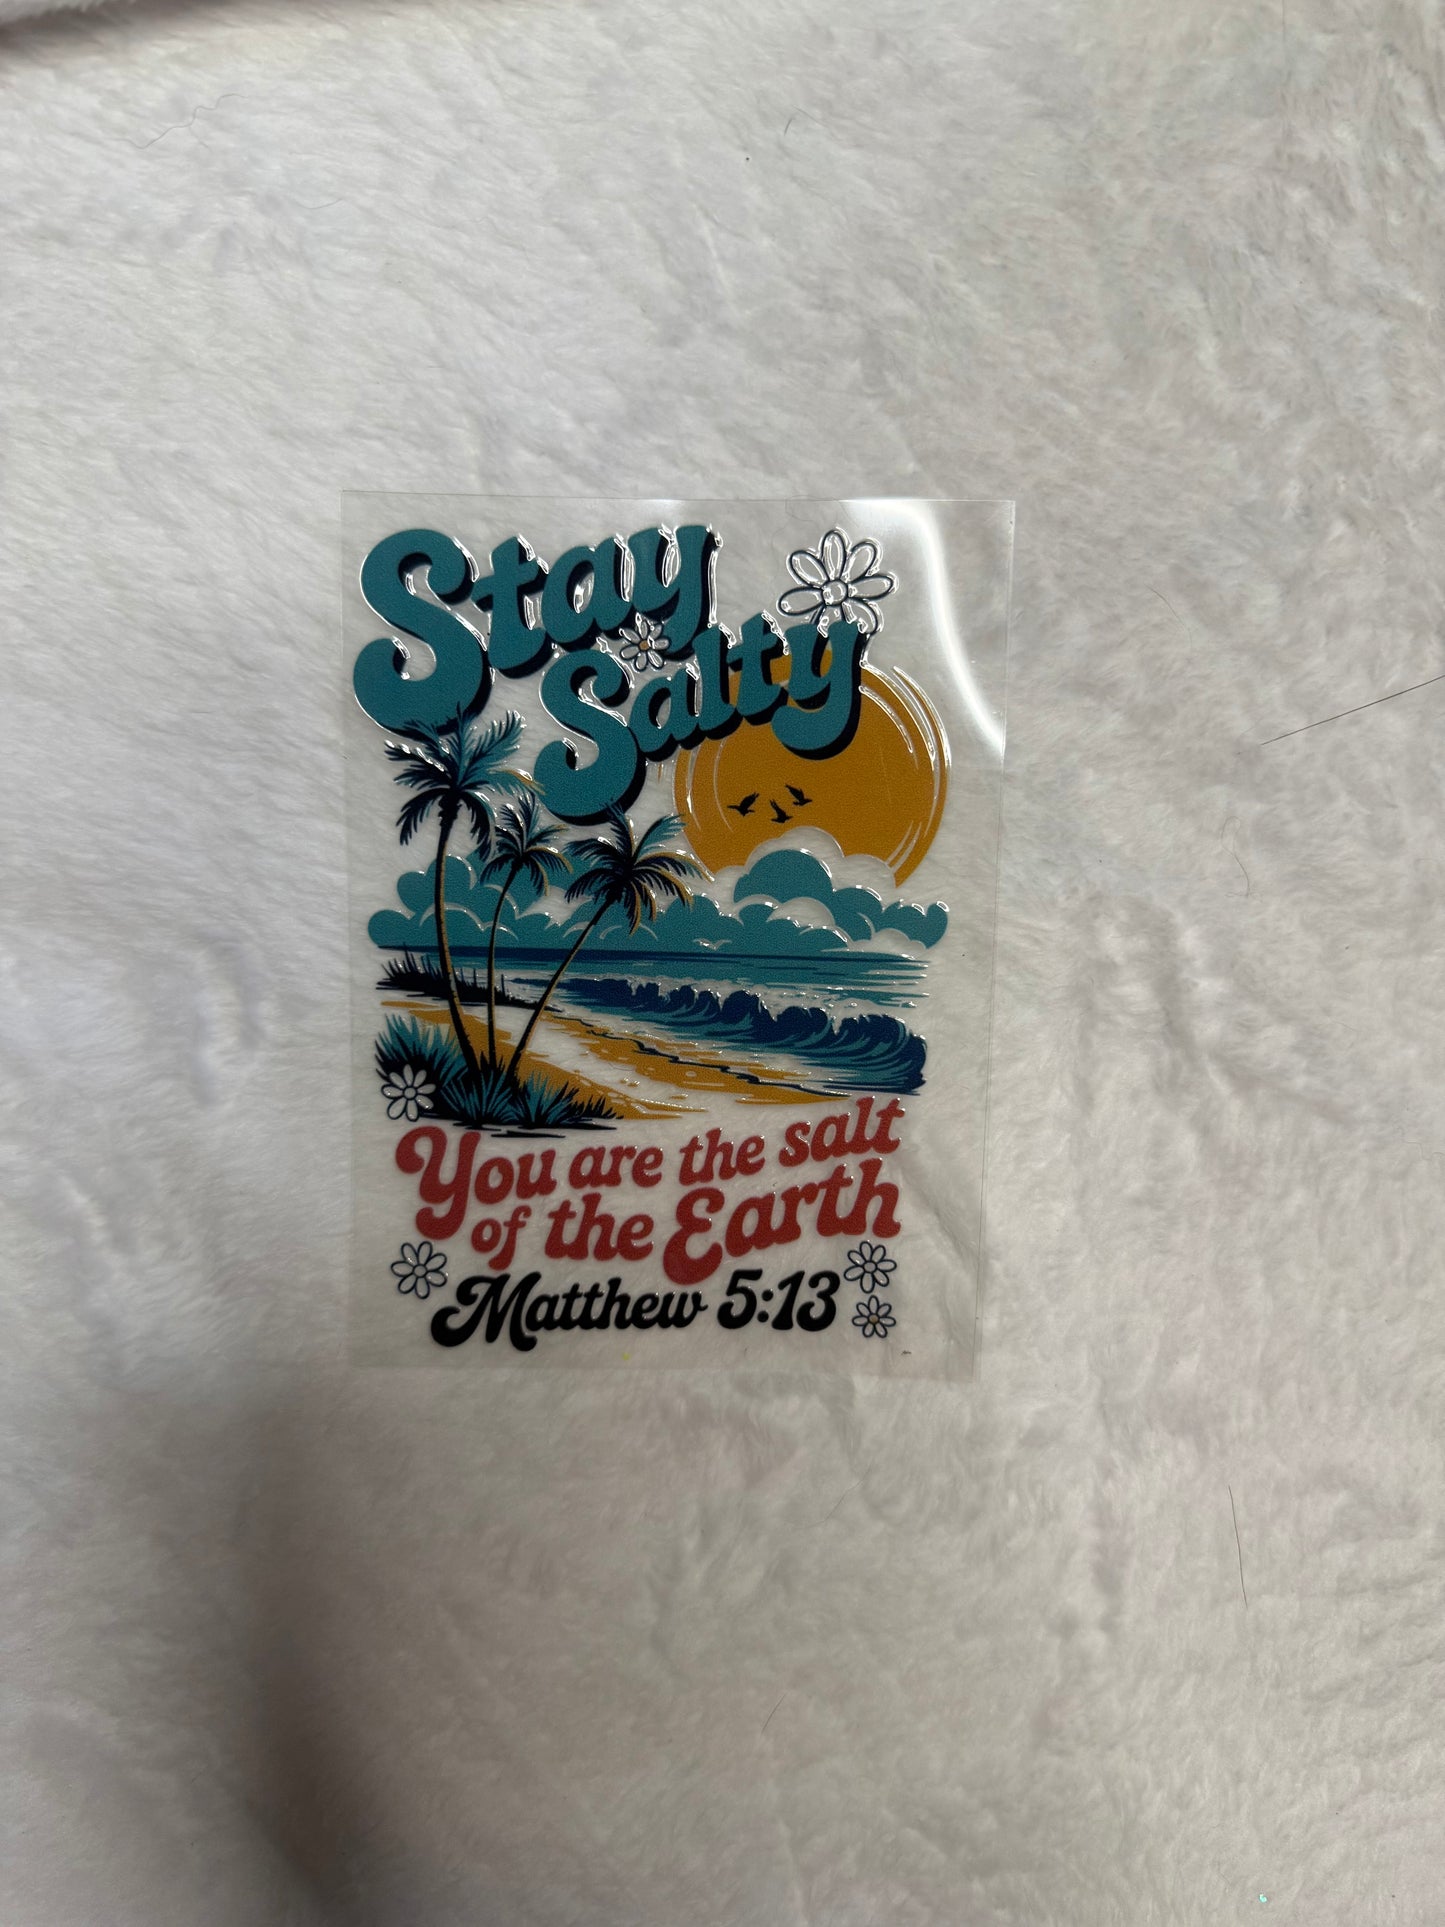 Stay
Salty
You are the salt
of the Earth
Matthew 5:13